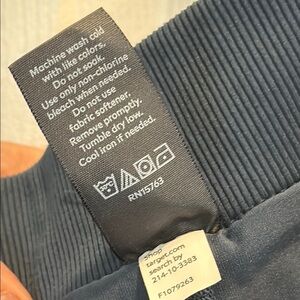 Machine wash cold
with like colors.
Do not soak.
Use only non-chlorine
bleach when needed.
Do not use
fabric softener.
Remove promptly.
Tumble dry low.
Cool iron if needed.
RN15763
shop
target.com
search by
214-10-3383
F1079263